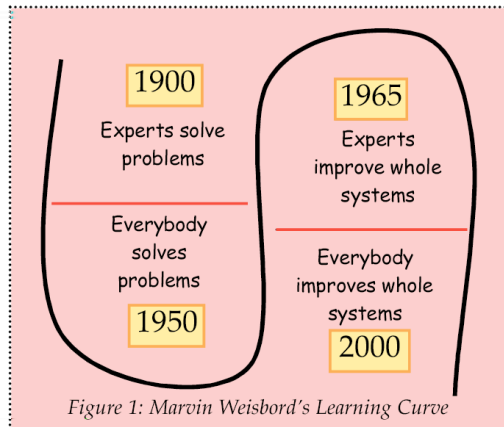 1900
Experts solve
problems
Everybody
solves
problems
1950
1965
Experts
improve whole
systems
Everybody
improves whole
systems
2000
Figure 1: Marvin Weisbord's Learning Curve